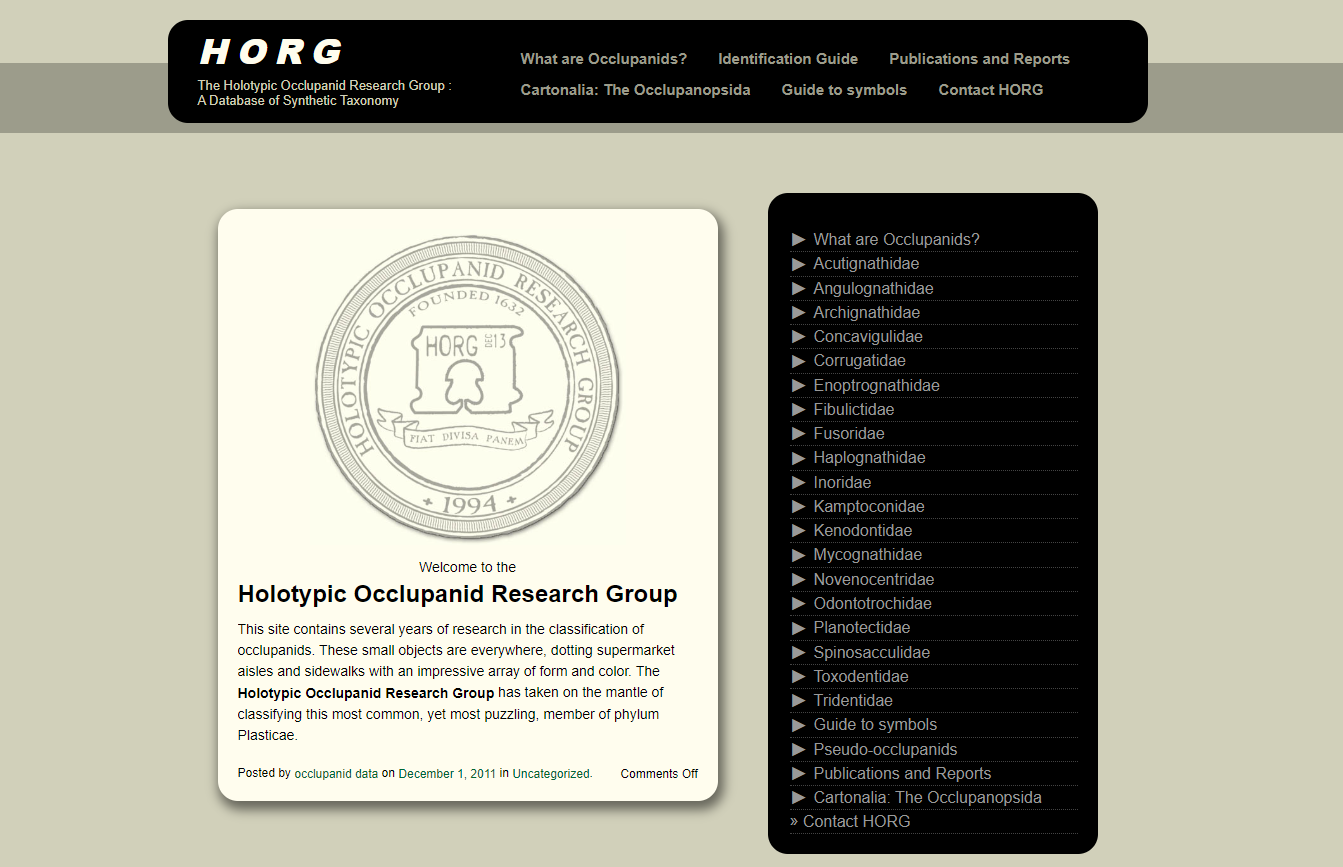 HORG
The Holotypic Occlupanid Research Group :
A Database of Synthetic Taxonomy
What are Occlupanids? Identification Guide Publications and Reports
Cartonalia: The Occlupanopsida Guide to symbols Contact HORG
HOLOTYPIC OCCLUPANID RESEARCH GROUP
FOUNDED 1632
HORG DEC 13
FIAT DIVISA PANEM
1994
Welcome to the
Holotypic Occlupanid Research Group
This site contains several years of research in the classification of
occlupanids. These small objects are everywhere, dotting supermarket
aisles and sidewalks with an impressive array of form and color. The
Holotypic Occlupanid Research Group has taken on the mantle of
classifying this most common, yet most puzzling, member of phylum
Plasticae.
Posted by occlupanid data on December 1, 2011 in Uncategorized. Comments Off
► What are Occlupanids?
► Acutignathidae
► Angulognathidae
► Archignathidae
► Concavigulidae
► Corrugatidae
► Enoptrognathidae
► Fibulictidae
► Fusoridae
► Haplognathidae
► Inoridae
► Kamptoconidae
► Kenodontidae
► Mycognathidae
► Novenocentridae
► Odontotrochidae
► Planotectidae
► Spinosacculidae
► Toxodentidae
► Tridentidae
► Guide to symbols
► Pseudo-occlupanids
► Publications and Reports
► Cartonalia: The Occlupanopsida
» Contact HORG